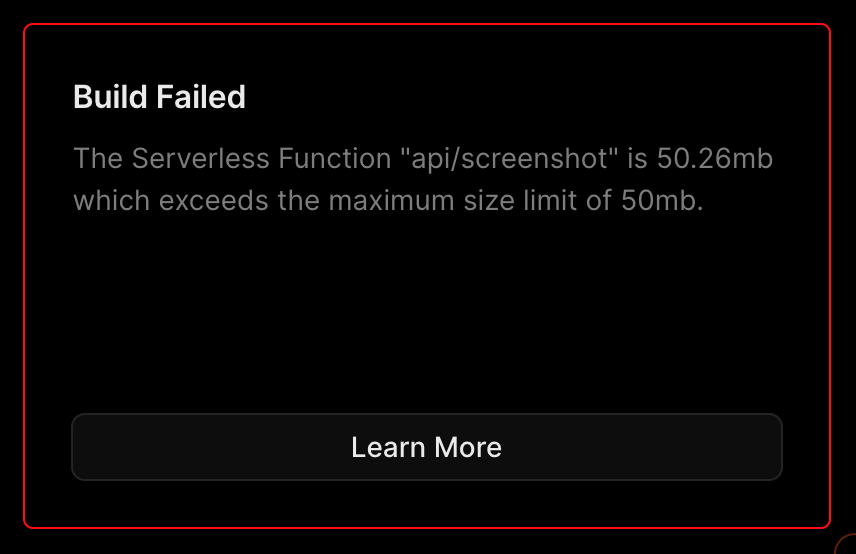 Build Failed
The Serverless Function "api/screenshot" is 50.26mb
which exceeds the maximum size limit of 50mb.
Learn More